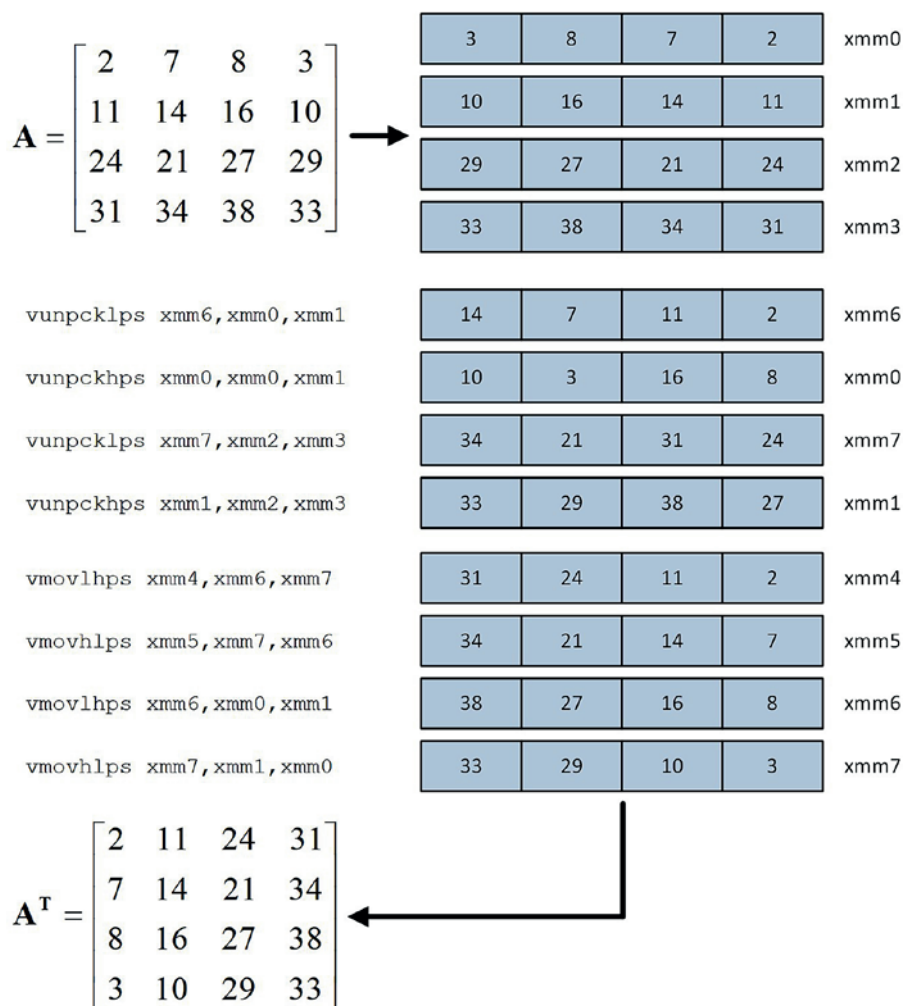 A = [ 2 7 8 3
11 14 16 10
24 21 27 29
31 34 38 33 ]
3 8 7 2 xmm0
10 16 14 11 xmm1
29 27 21 24 xmm2
33 38 34 31 xmm3
vunpcklps xmm6,xmm0,xmm1 14 7 11 2 xmm6
vunpckhps xmm0,xmm0,xmm1 10 3 16 8 xmm0
vunpcklps xmm7,xmm2,xmm3 34 21 31 24 xmm7
vunpckhps xmm1,xmm2,xmm3 33 29 38 27 xmm1
vmovlhps xmm4,xmm6,xmm7 31 24 11 2 xmm4
vmovhlps xmm5,xmm7,xmm6 34 21 14 7 xmm5
vmovlhps xmm6,xmm0,xmm1 38 27 16 8 xmm6
vmovhlps xmm7,xmm1,xmm0 33 29 10 3 xmm7
Aᵀ = [ 2 11 24 31
7 14 21 34
8 16 27 38
3 10 29 33 ]